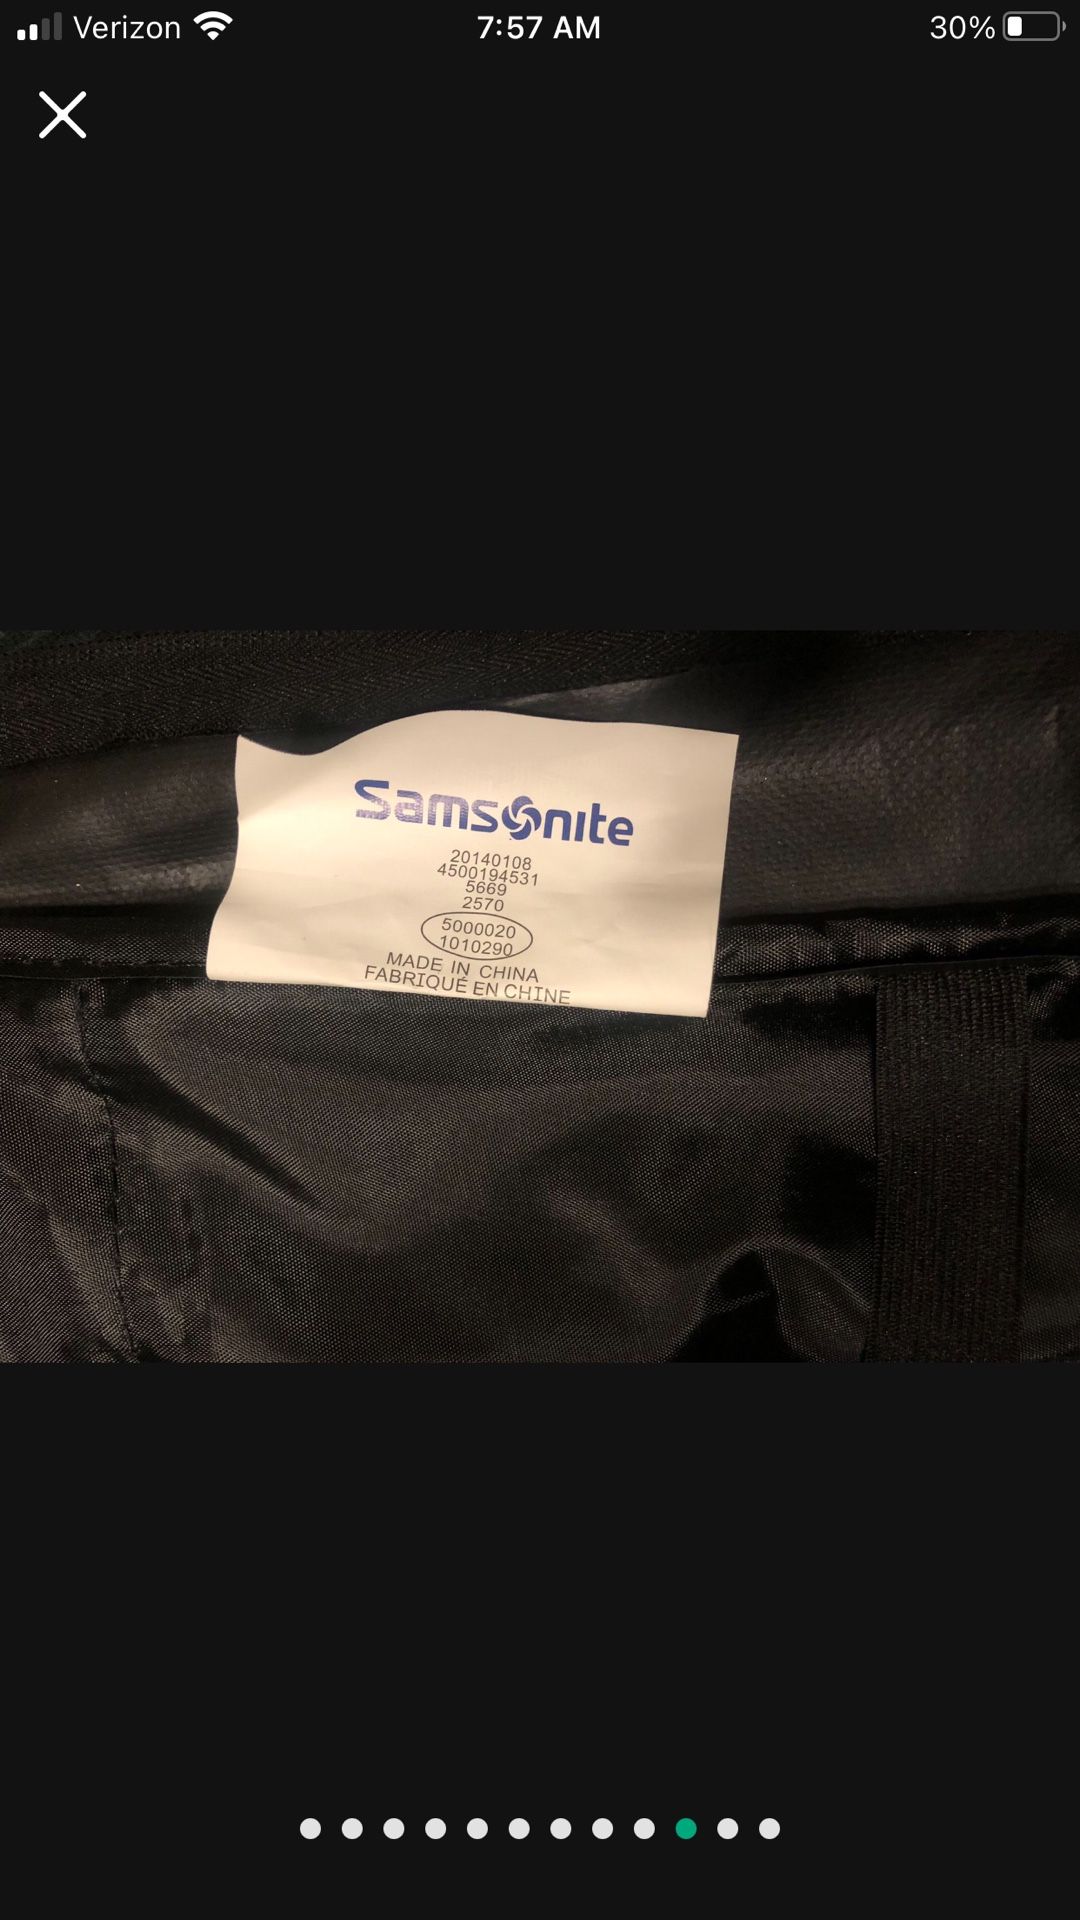 Verizon
7:57 AM
30%
Samsonite
20140108
4500194531
5669
2570
5000020
1010290
MADE IN CHINA
FABRIQUÉ EN CHINE